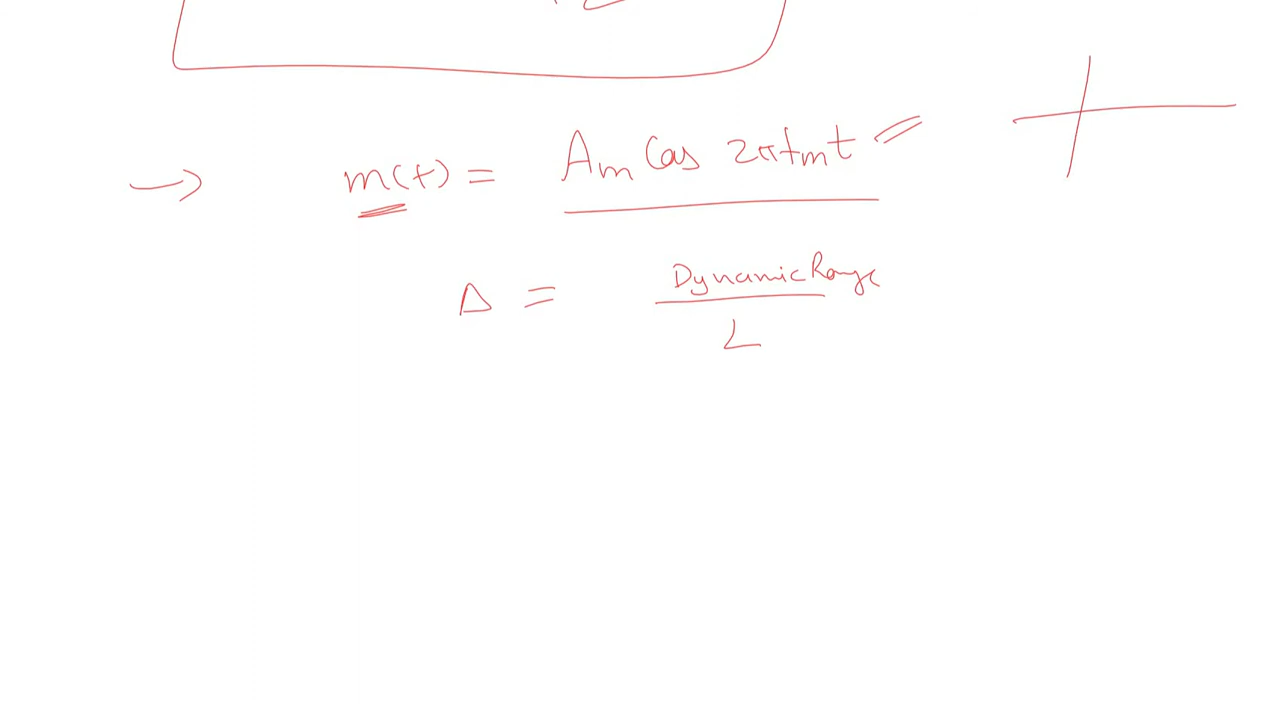 → m(t) = Am Cos 2πfmt
Δ = Dynamic Range
L